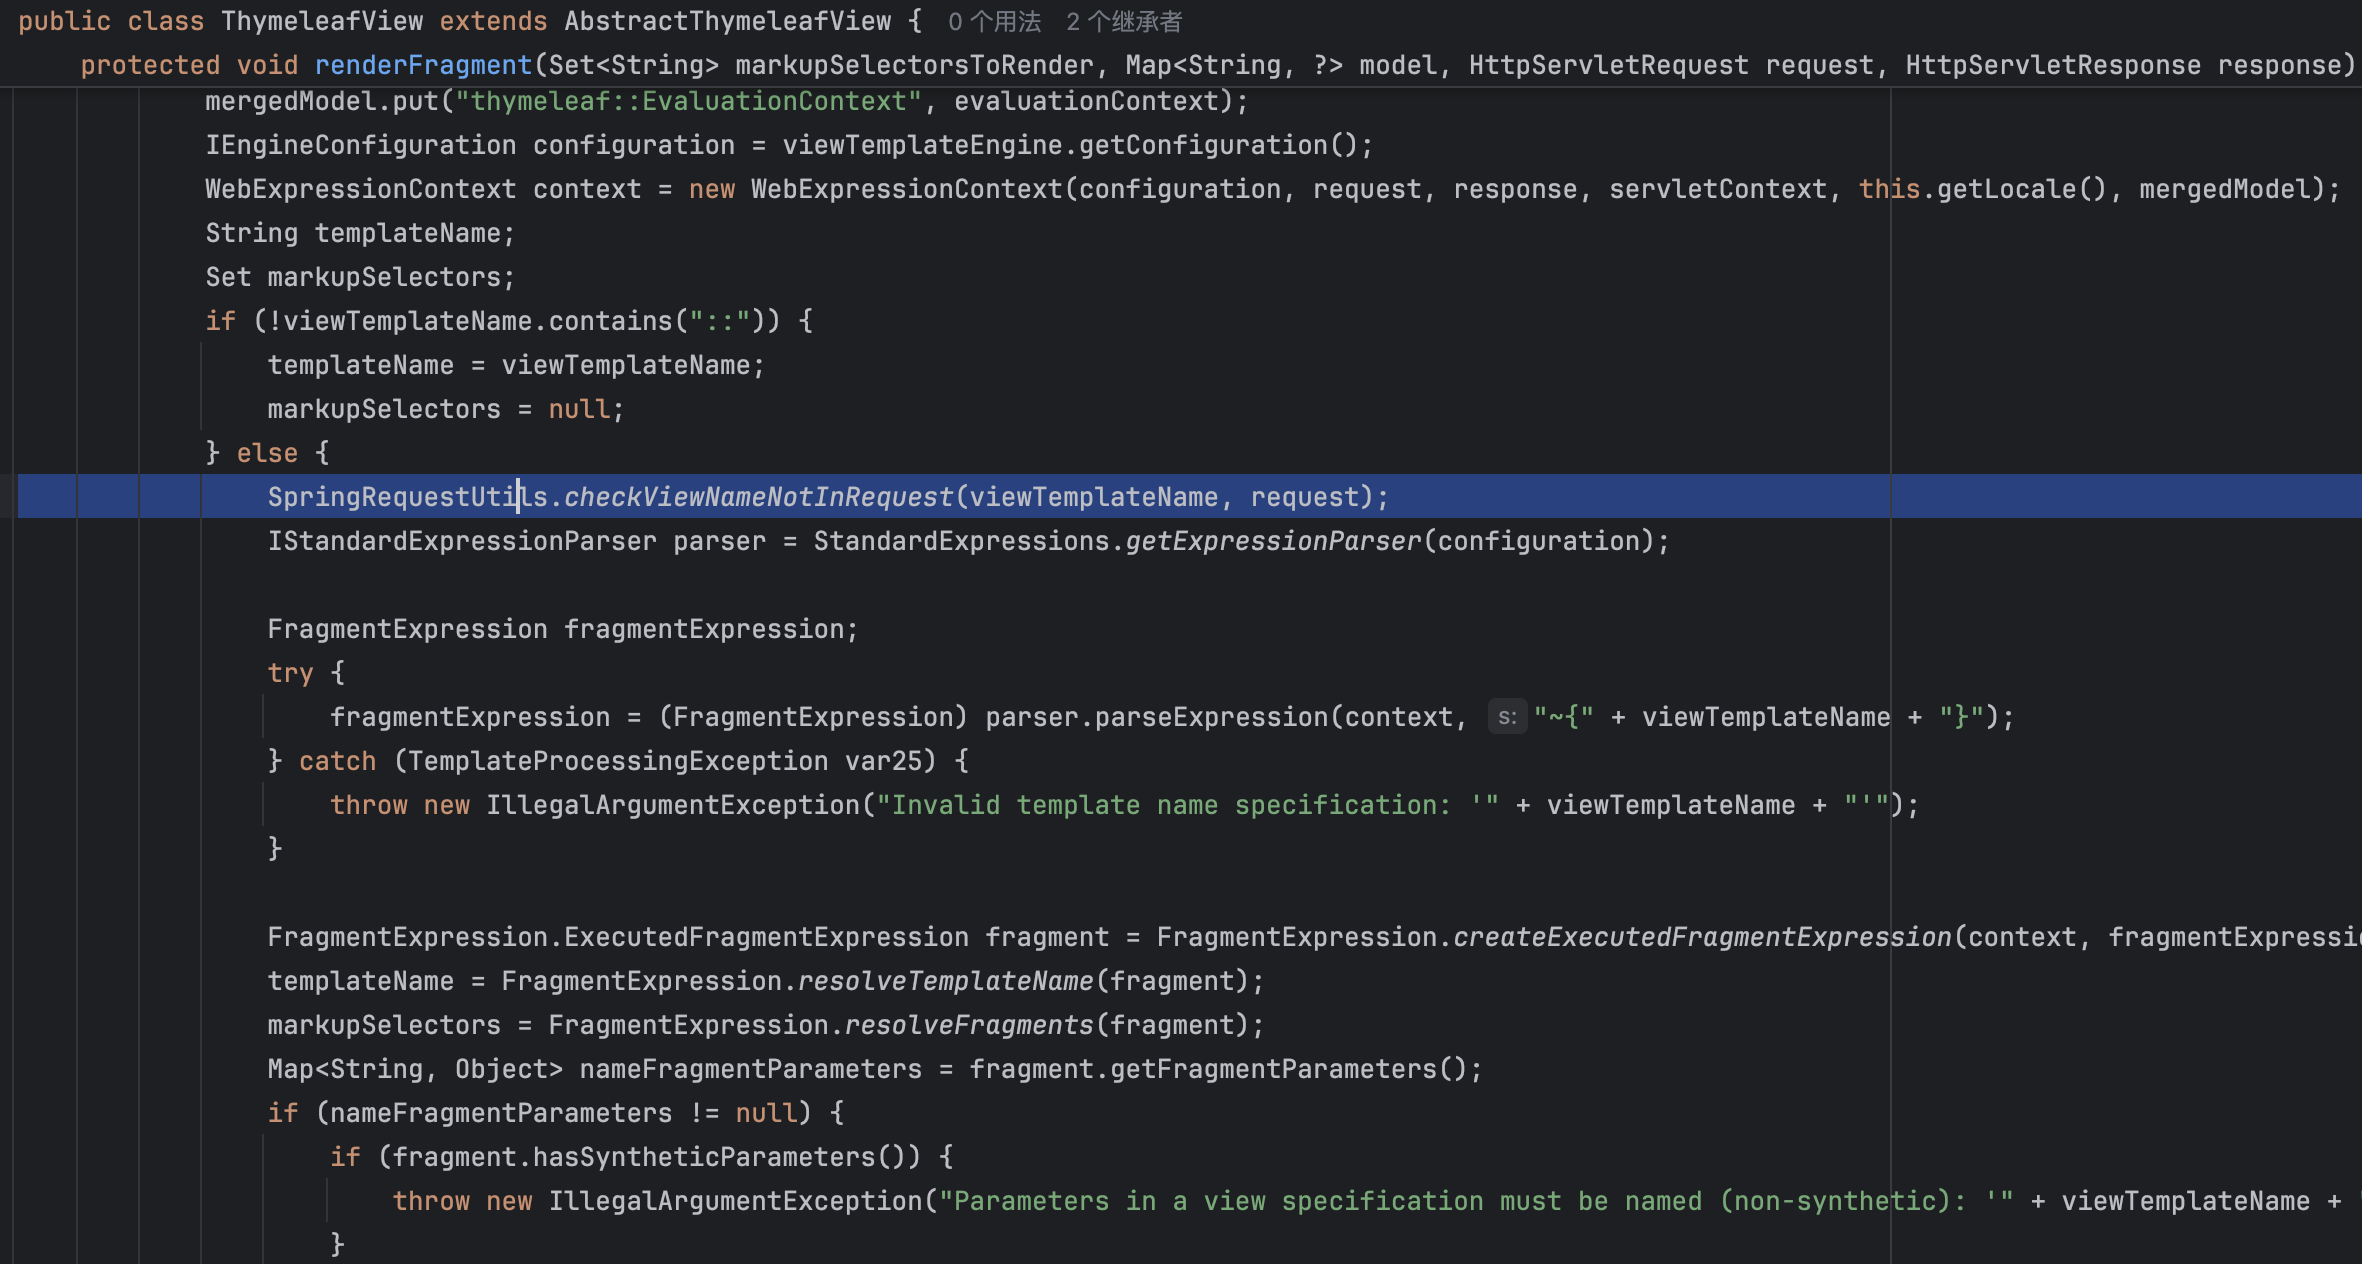 public class ThymeleafView extends AbstractThymeleafView {  0 个用法  2 个继承者
    protected void renderFragment(Set<String> markupSelectorsToRender, Map<String, ?> model, HttpServletRequest request, HttpServletResponse response)
            mergedModel.put("thymeleaf::EvaluationContext", evaluationContext);
            IEngineConfiguration configuration = viewTemplateEngine.getConfiguration();
            WebExpressionContext context = new WebExpressionContext(configuration, request, response, servletContext, this.getLocale(), mergedModel);
            String templateName;
            Set markupSelectors;
            if (!viewTemplateName.contains("::")) {
                templateName = viewTemplateName;
                markupSelectors = null;
            } else {
                SpringRequestUtils.checkViewNameNotInRequest(viewTemplateName, request);
                IStandardExpressionParser parser = StandardExpressions.getExpressionParser(configuration);
                FragmentExpression fragmentExpression;
                try {
                    fragmentExpression = (FragmentExpression) parser.parseExpression(context, s: "~{" + viewTemplateName + "}");
                } catch (TemplateProcessingException var25) {
                    throw new IllegalArgumentException("Invalid template name specification: '" + viewTemplateName + "'");
                }
                FragmentExpression.ExecutedFragmentExpression fragment = FragmentExpression.createExecutedFragmentExpression(context, fragmentExpressi
                templateName = FragmentExpression.resolveTemplateName(fragment);
                markupSelectors = FragmentExpression.resolveFragments(fragment);
                Map<String, Object> nameFragmentParameters = fragment.getFragmentParameters();
                if (nameFragmentParameters != null) {
                    if (fragment.hasSyntheticParameters()) {
                        throw new IllegalArgumentException("Parameters in a view specification must be named (non-synthetic): '" + viewTemplateName +
                    }